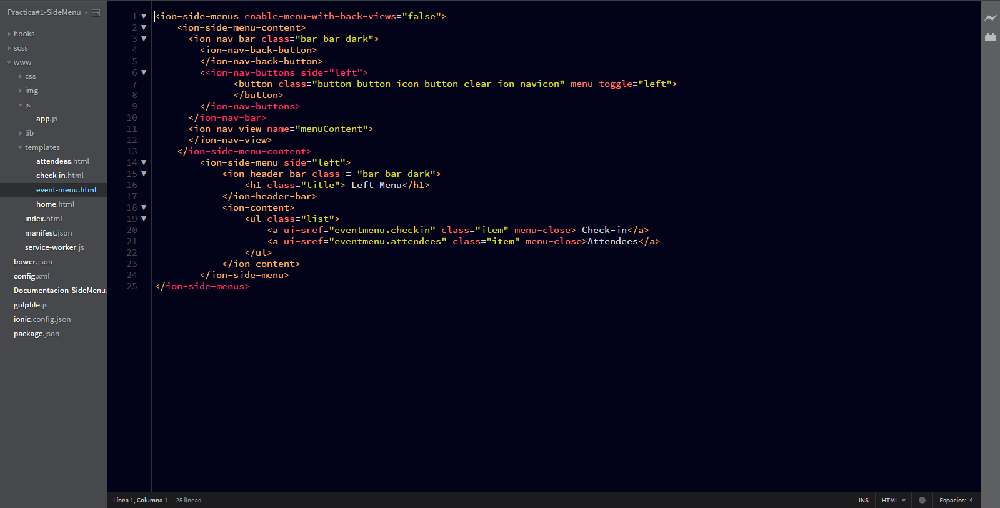 Practica#1-SideMenu
hooks
scss
www
css
img
js
app.js
lib
templates
attendees.html
check-in.html
event-menu.html
home.html
index.html
manifest.json
service-worker.js
bower.json
config.xml
Documentacion-SideMenu.
gulpfile.js
ionic.config.json
package.json
1 <ion-side-menus enable-menu-with-back-views="false">
2 <ion-side-menu-content>
3 <ion-nav-bar class="bar bar-dark">
4 <ion-nav-back-button>
5 </ion-nav-back-button>
6 <<ion-nav-buttons side="left">
7 <button class="button button-icon button-clear ion-navicon" menu-toggle="left">
8 </button>
9 </ion-nav-buttons>
10 </ion-nav-bar>
11 <ion-nav-view name="menuContent">
12 </ion-nav-view>
13 </ion-side-menu-content>
14 <ion-side-menu side="left">
15 <ion-header-bar class = "bar bar-dark">
16 <h1 class="title"> Left Menu</h1>
17 </ion-header-bar>
18 <ion-content>
19 <ul class="list">
20 <a ui-sref="eventmenu.checkin" class="item" menu-close> Check-in</a>
21 <a ui-sref="eventmenu.attendees" class="item" menu-close>Attendees</a>
22 </ul>
23 </ion-content>
24 </ion-side-menu>
25 </ion-side-menus>
Línea 1, Columna 1 — 25 líneas
INS
HTML
Espacios: 4